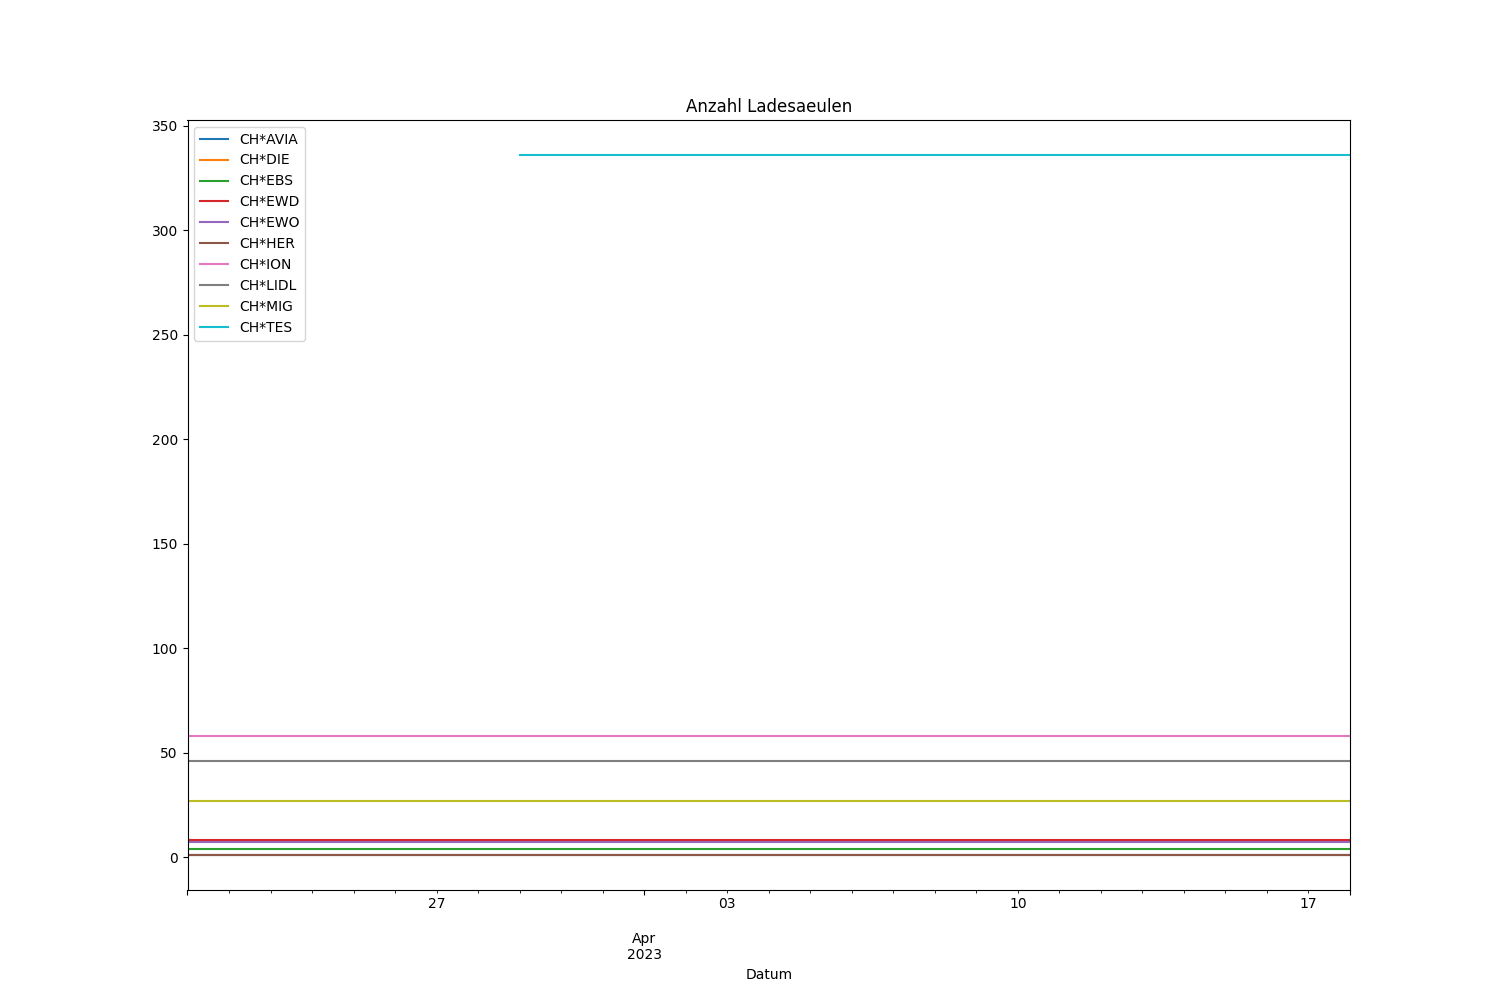 Anzahl Ladesaeulen
350
300
250
200
150
100
50
0
CH*AVIA
CH*DIE
CH*EBS
CH*EWD
CH*EWO
CH*HER
CH*ION
CH*LIDL
CH*MIG
CH*TES
27 03 10 17
Apr
2023
Datum